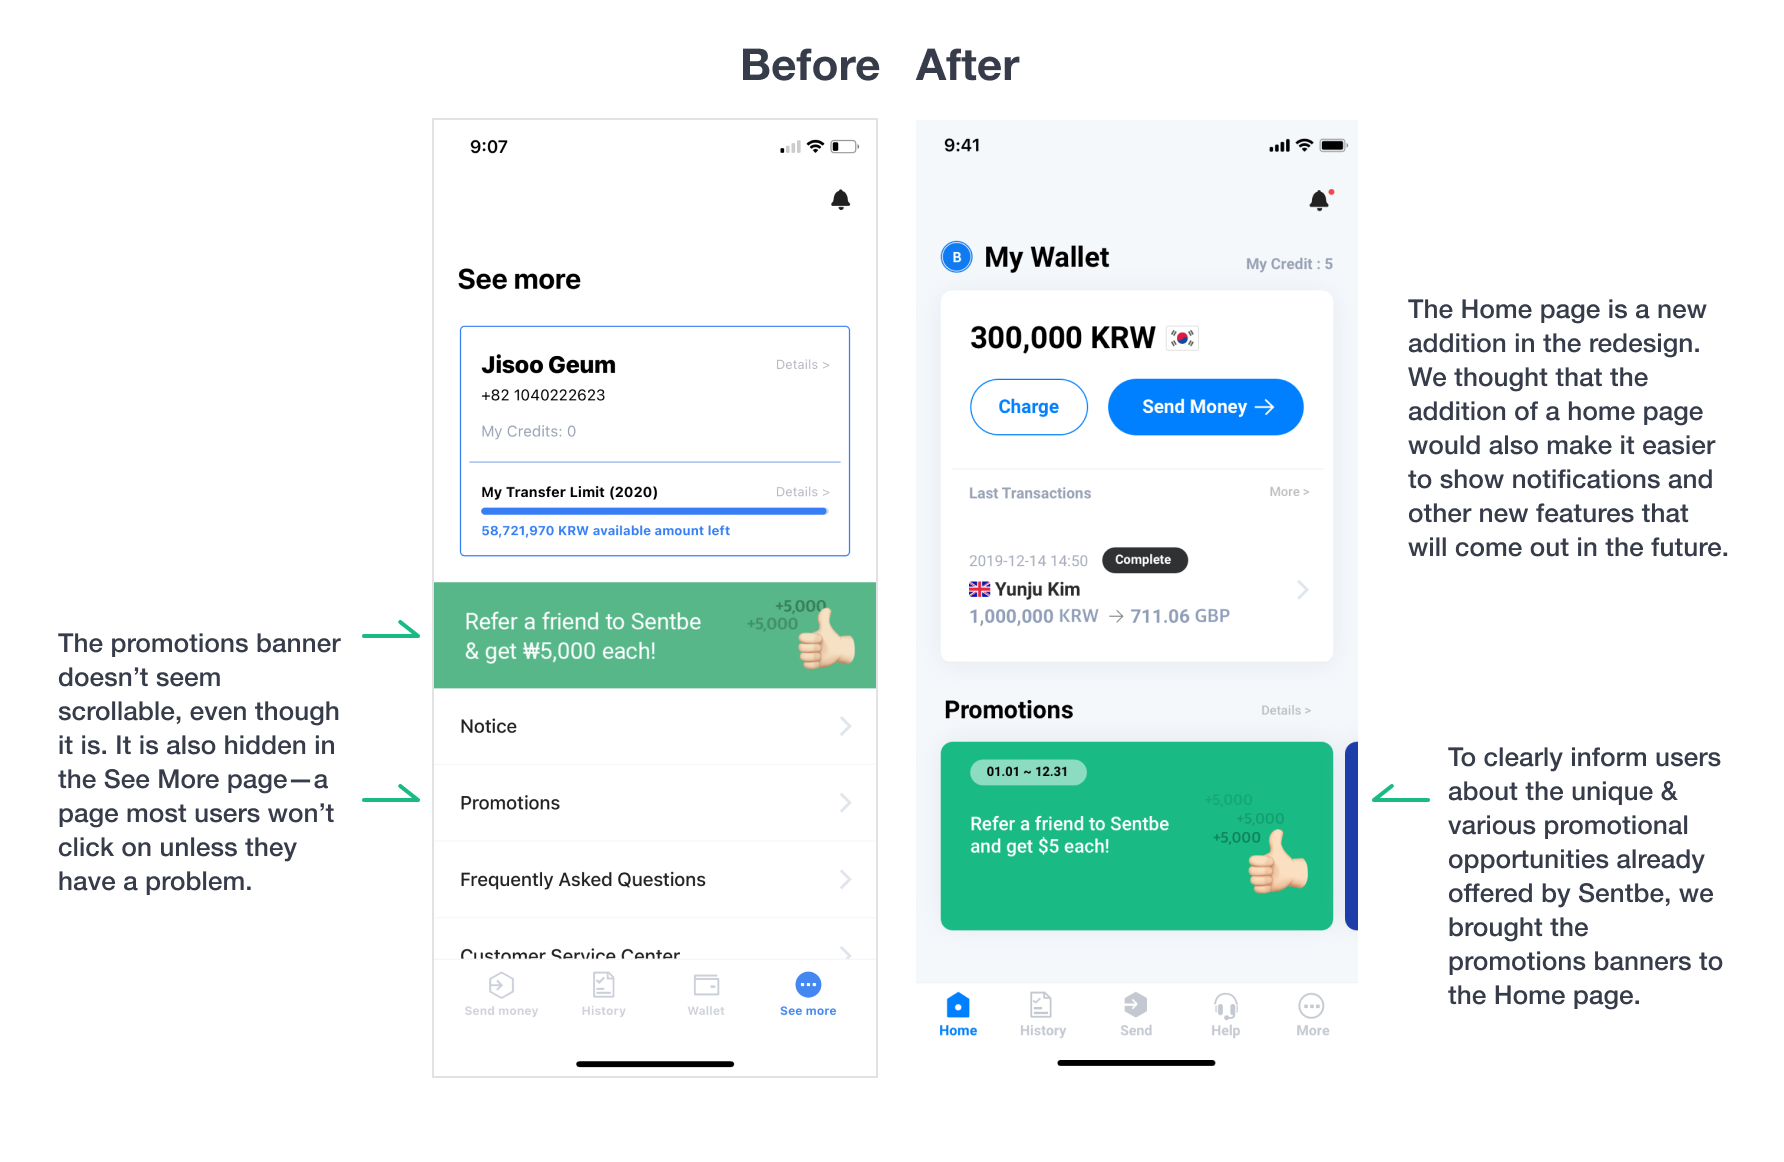 Before After
The promotions banner
doesn’t seem
scrollable, even though
it is. It is also hidden in
the See More page—a
page most users won’t
click on unless they
have a problem.
9:07
See more
Jisoo Geum
Details >
+82 1040222623
My Credits: 0
My Transfer Limit (2020)
Details >
58,721,970 KRW available amount left
Refer a friend to Sentbe
& get ₩5,000 each!
+5,000
+5,000
Notice
Promotions
Frequently Asked Questions
Customer Service Center
Send money
History
Wallet
See more
9:41
B
My Wallet
My Credit : 5
300,000 KRW
Charge
Send Money →
Last Transactions
More >
2019-12-14 14:50
Complete
Yunju Kim
1,000,000 KRW → 711.06 GBP
Promotions
Details >
01.01 ~ 12.31
Refer a friend to Sentbe
and get $5 each!
+5,000
+5,000
+5,000
Home
History
Send
Help
More
The Home page is a new
addition in the redesign.
We thought that the
addition of a home page
would also make it easier
to show notifications and
other new features that
will come out in the future.
To clearly inform users
about the unique &
various promotional
opportunities already
offered by Sentbe, we
brought the
promotions banners to
the Home page.